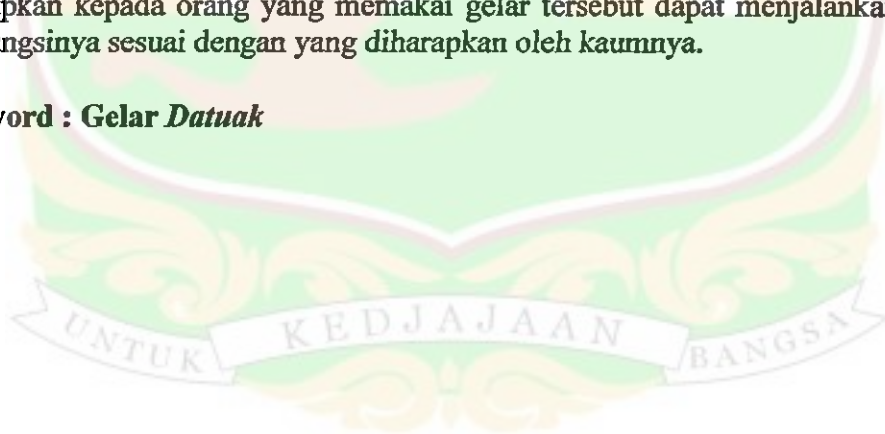 pkan kepada orang yang memakai gelar tersebut dapat menjalanka
ngsinya sesuai dengan yang diharapkan oleh kaumnya.
ord : Gelar Datuak
UNTUK KEDJAJAAN BANGSA